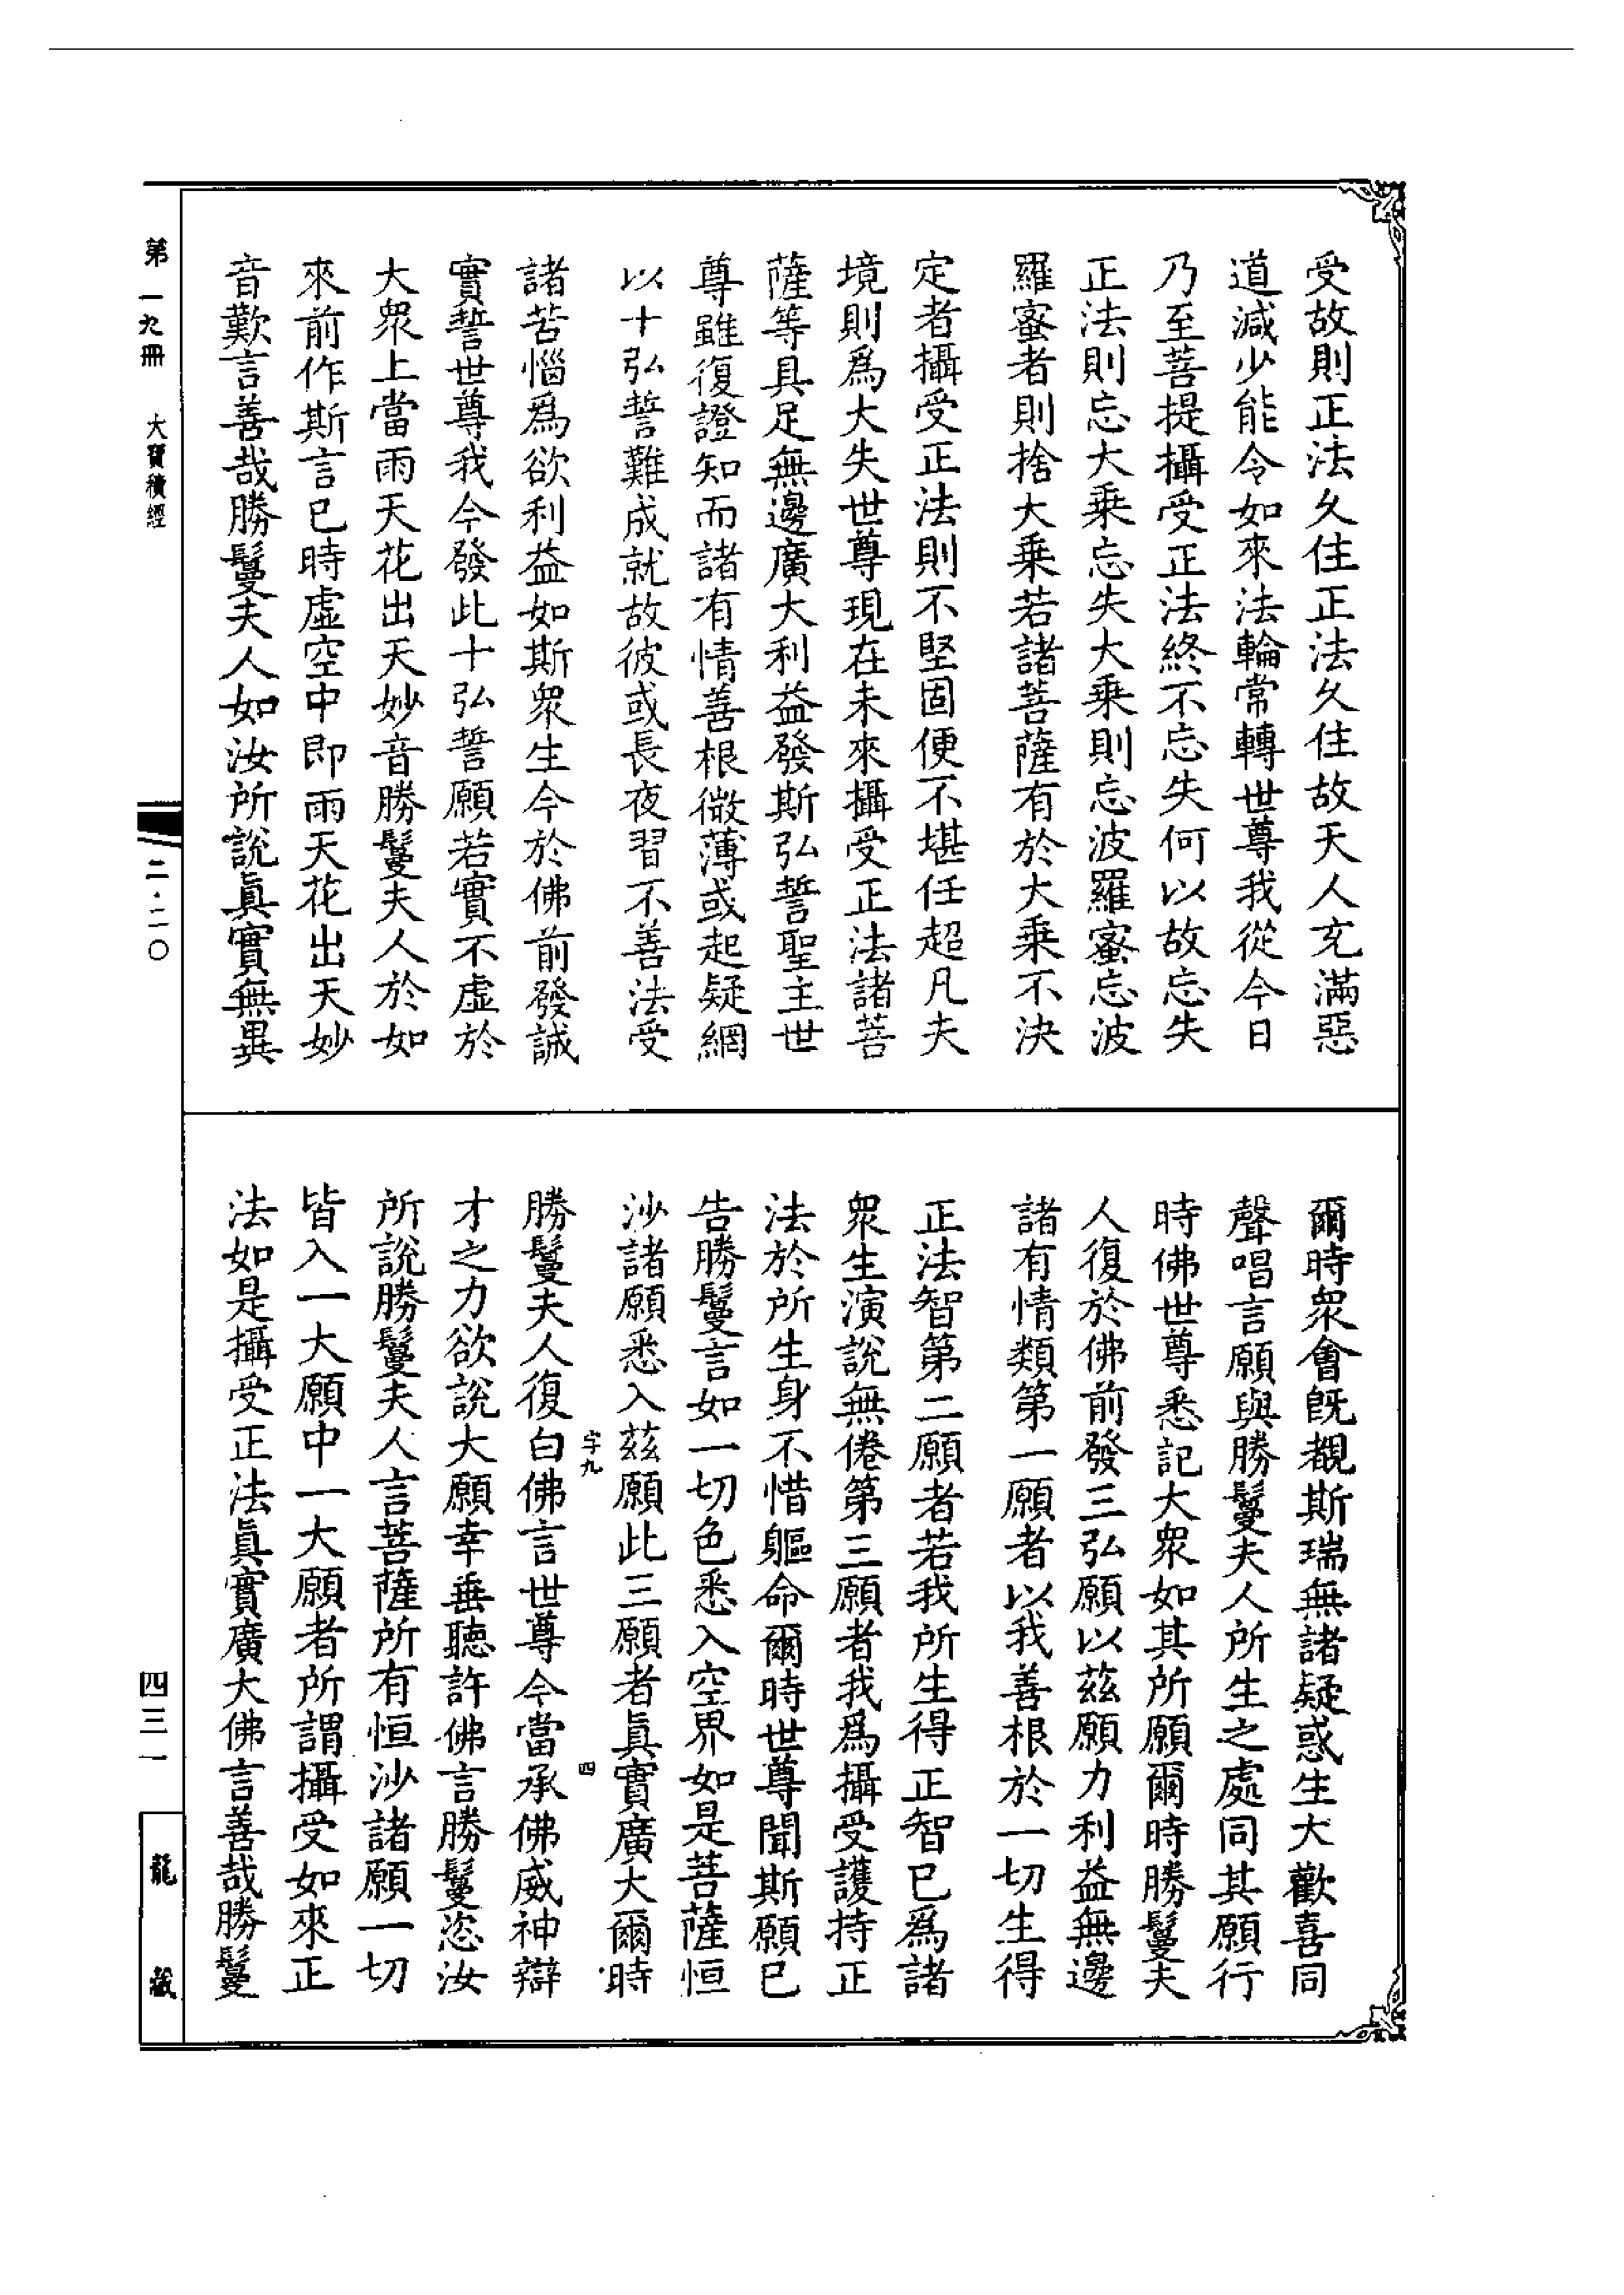 受故則正法久住正法久住故天人充滿惡
道減少能令如來法輪常轉世尊我從今日
乃至菩提攝受正法終不忘失何以故忘失
正法則忘大乘忘失大乘則忘波羅蜜忘波
羅蜜者則捨大乘若諸菩薩有於大乘不決
定者攝受正法則不堅固便不堪任超凡夫
境則爲大失世尊現在未來攝受正法諸菩
薩等具足無邊廣大利益發斯弘誓聖主世
尊雖復證知而諸有情善根微薄或起疑網
以十弘誓難成就故彼或長夜習不善法受
諸苦惱爲欲利益如斯衆生今於佛前發誠
實誓世尊我今發此十弘誓願若實不虛於
大衆上當雨天花出天妙音勝鬘夫人於如
來前作斯言已時虛空中即雨天花出天妙
音歎言善哉勝鬘夫人如汝所說眞實無異
爾時衆會旣覩斯瑞無諸疑惑生大歡喜同
聲唱言願與勝鬘夫人所生之處同其願行
時佛世尊悉記大衆如其所願爾時勝鬘夫
人復於佛前發三弘願以茲願力利益無邊
諸有情類第一願者以我善根於一切生得
正法智第二願者若我所生得正智已爲諸
衆生演說無倦第三願者我爲攝受護持正
法於所生身不惜軀命爾時世尊聞斯願已
告勝鬘言如一切色悉入空界如是菩薩恒
沙諸願悉入茲願此三願者眞實廣大爾時
字九
四
勝鬘夫人復白佛言世尊今當承佛威神辯
才之力欲說大願幸垂聽許佛言勝鬘恣汝
所說勝鬘夫人言菩薩所有恒沙諸願一切
皆入一大願中一大願者所謂攝受如來正
法如是攝受正法眞實廣大佛言善哉勝鬘
第一九冊
大寶積經
二·二〇
四三一
龍藏